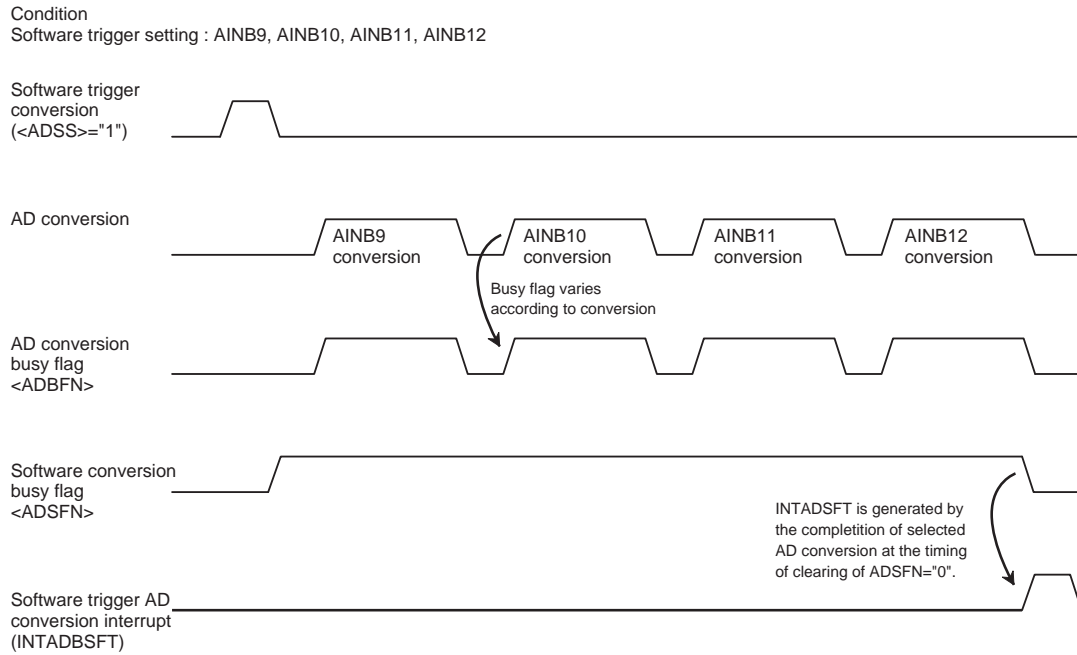 Condition
Software trigger setting : AINB9, AINB10, AINB11, AINB12
Software trigger
conversion
(<ADSS>="1")
AD conversion
AINB9
conversion
AINB10
conversion
AINB11
conversion
AINB12
conversion
Busy flag varies
according to conversion
AD conversion
busy flag
<ADBFN>
Software conversion
busy flag
<ADSFN>
INTADSFT is generated by
the completition of selected
AD conversion at the timing
of clearing of ADSFN="0".
Software trigger AD
conversion interrupt
(INTADBSFT)